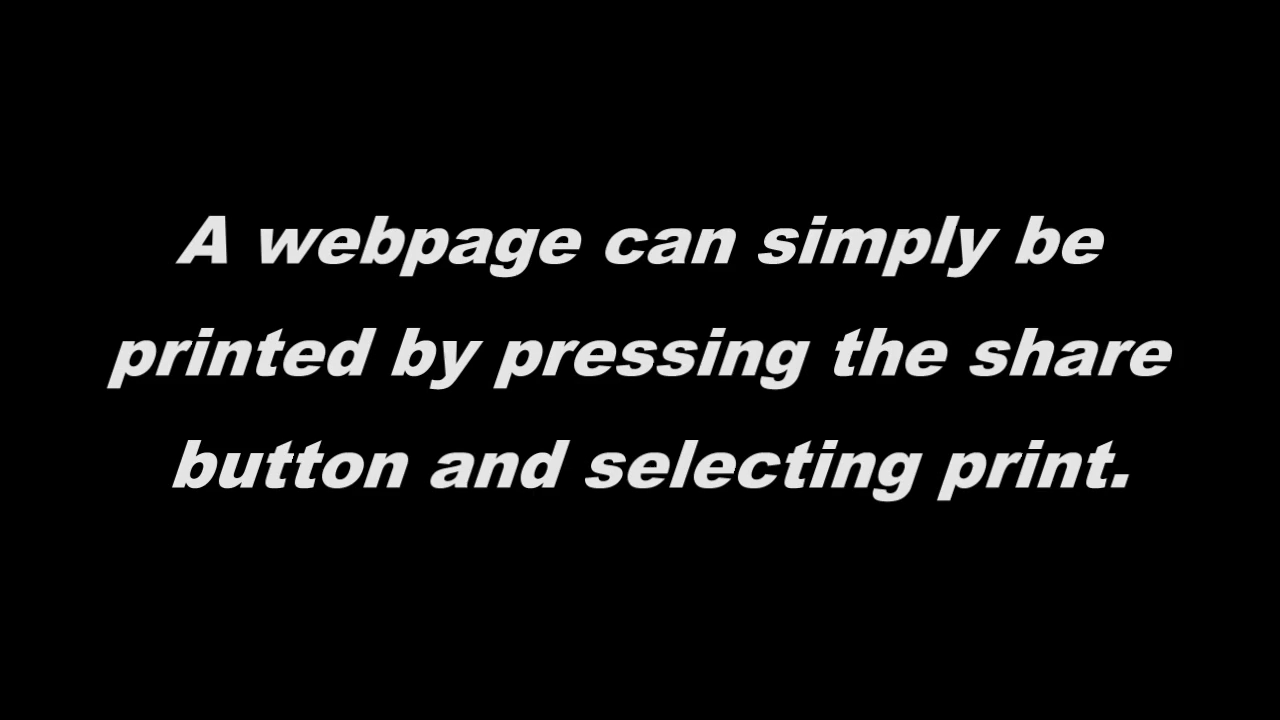 A webpage can simply be
printed by pressing the share
button and selecting print.